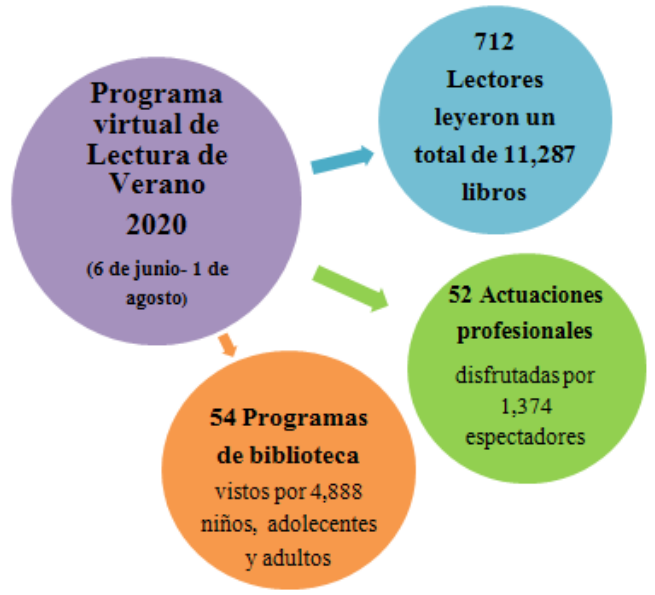 Programa
virtual de
Lectura de
Verano
2020
(6 de junio- 1 de
agosto)
712
Lectores
leyeron un
total de 11,287
libros
52 Actuaciones
profesionales
disfrutadas por
1,374
espectadores
54 Programas
de biblioteca
vistos por 4,888
niños, adolecentes
y adultos